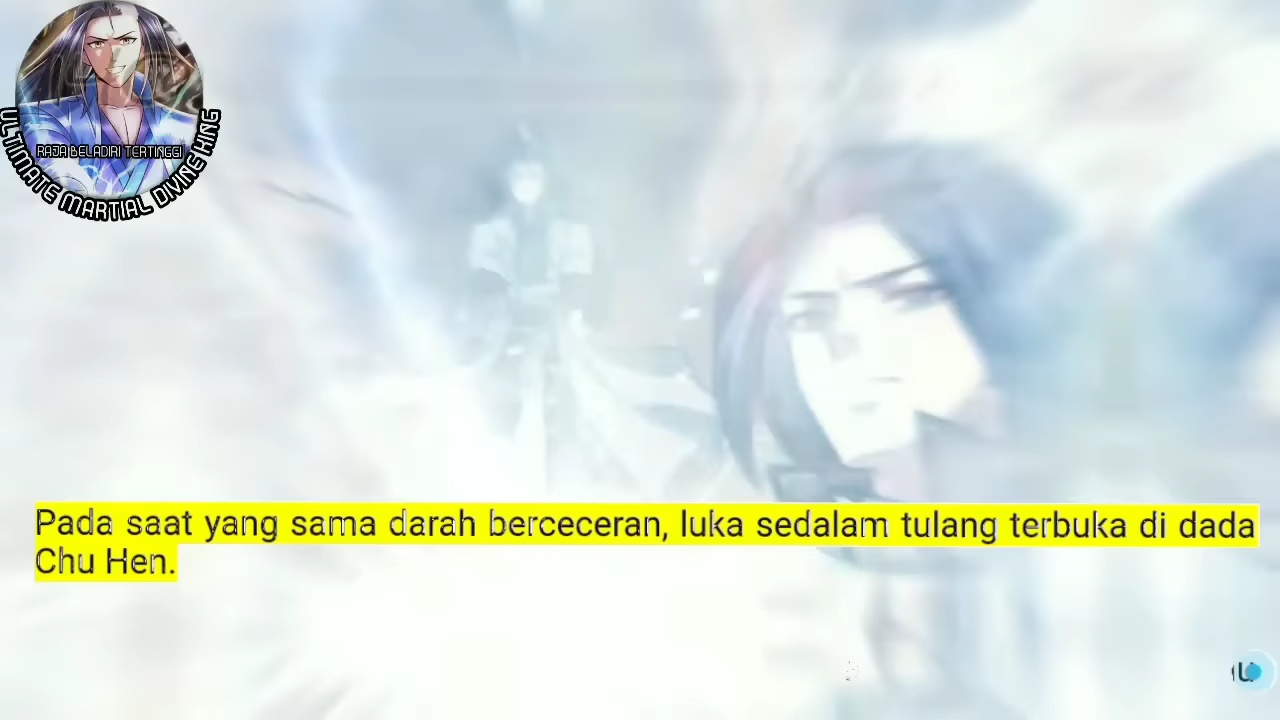 RAJA BELADIRI TERTINGGI
ULTIMATE MARTIAL DIVINE KING
Pada saat yang sama darah berceceran, luka sedalam tulang terbuka di dada
Chu Hen.